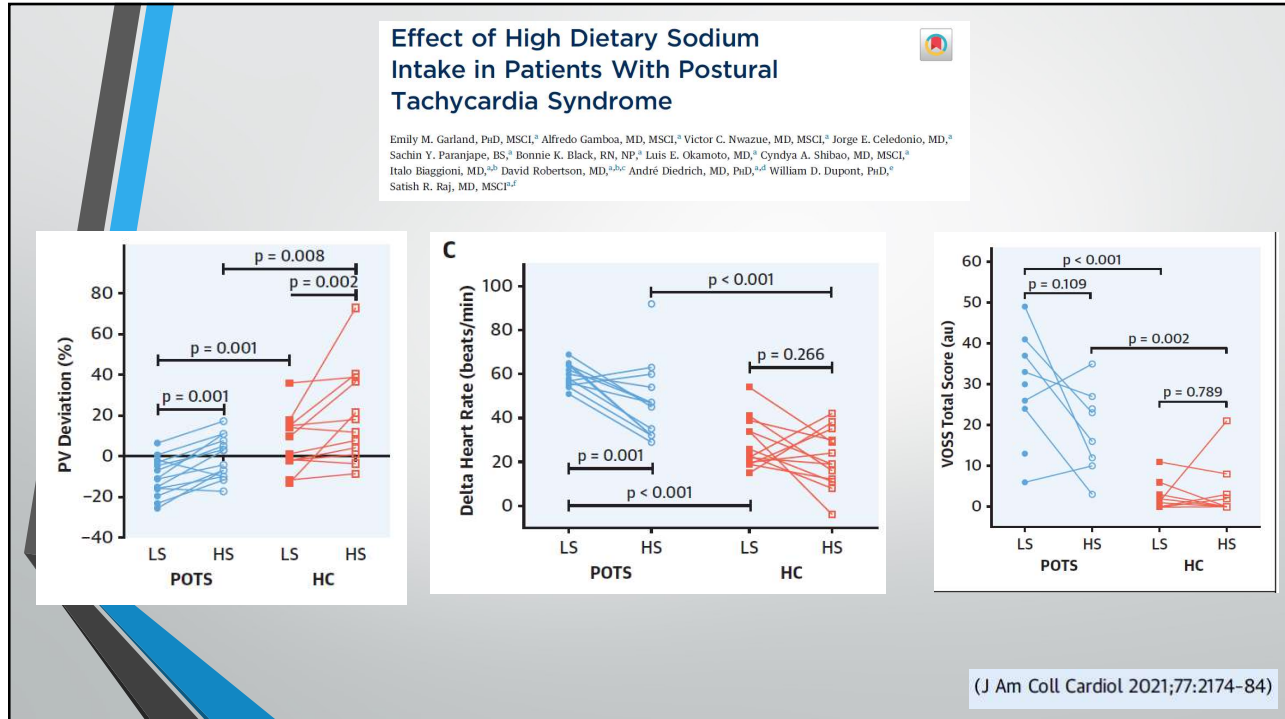 Effect of High Dietary Sodium
Intake in Patients With Postural
Tachycardia Syndrome
Emily M. Garland, PhD, MSCI,ᵃ Alfredo Gamboa, MD, MSCI,ᵃ Victor C. Nwazue, MD, MSCI,ᵃ Jorge E. Celedonio, MD,ᵃ
Sachin Y. Paranjape, BS,ᵃ Bonnie K. Black, RN, NP,ᵃ Luis E. Okamoto, MD,ᵃ Cyndya A. Shibao, MD, MSCI,ᵃ
Italo Biaggioni, MD,ᵃ,ᵇ David Robertson, MD,ᵃ,ᵇ,ᶜ André Diedrich, MD, PhD,ᵃ,ᵈ William D. Dupont, PhD,ᵉ
Satish R. Raj, MD, MSCIᵃ,ᶠ
PV Deviation (%)
80
60
40
20
0
−20
−40
p = 0.008
p = 0.002
p = 0.001
p = 0.001
LS HS LS HS
POTS HC
C
Delta Heart Rate (beats/min)
100
80
60
40
20
0
p < 0.001
p = 0.266
p = 0.001
p < 0.001
LS HS LS HS
POTS HC
VOSS Total Score (au)
60
50
40
30
20
10
0
p < 0.001
p = 0.109
p = 0.002
p = 0.789
LS HS LS HS
POTS HC
(J Am Coll Cardiol 2021;77:2174–84)